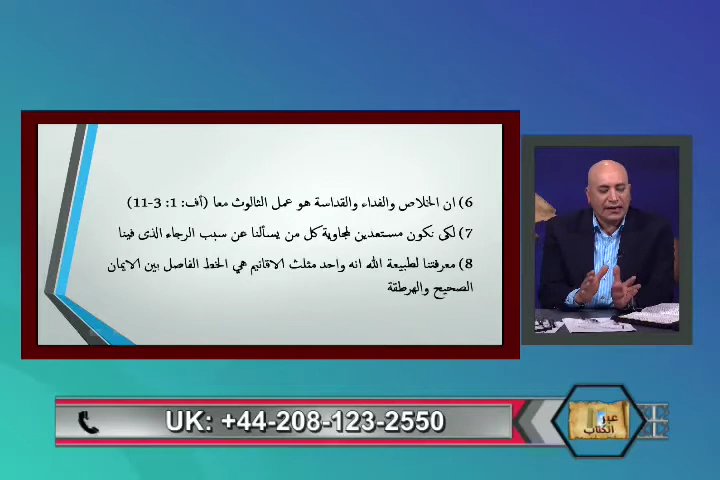 6) ان الخلاص والفداء والقداسة هو عمل الثالوث معا (أف: 1: 3-11)
7) لكى نكون مستعدين لمجاوبة كل من يسألنا عن سبب الرجاء الذى فينا
8) معرفتنا لطبيعة الله انه واحد مثلث الاقانيم هي الخط الفاصل بين الايمان
الصحيح والهرطقة
UK: +44-208-123-2550
عبر
الكتاب